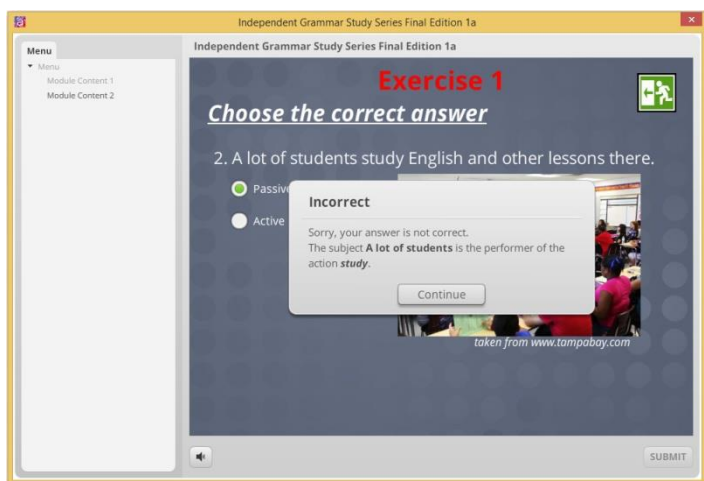 Independent Grammar Study Series Final Edition 1a
Menu
Menu
Module Content 1
Module Content 2
Independent Grammar Study Series Final Edition 1a
Exercise 1
Choose the correct answer
2. A lot of students study English and other lessons there.
Passive
Active
Incorrect
Sorry, your answer is not correct.
The subject A lot of students is the performer of the
action study.
Continue
taken from www.tampabay.com
SUBMIT